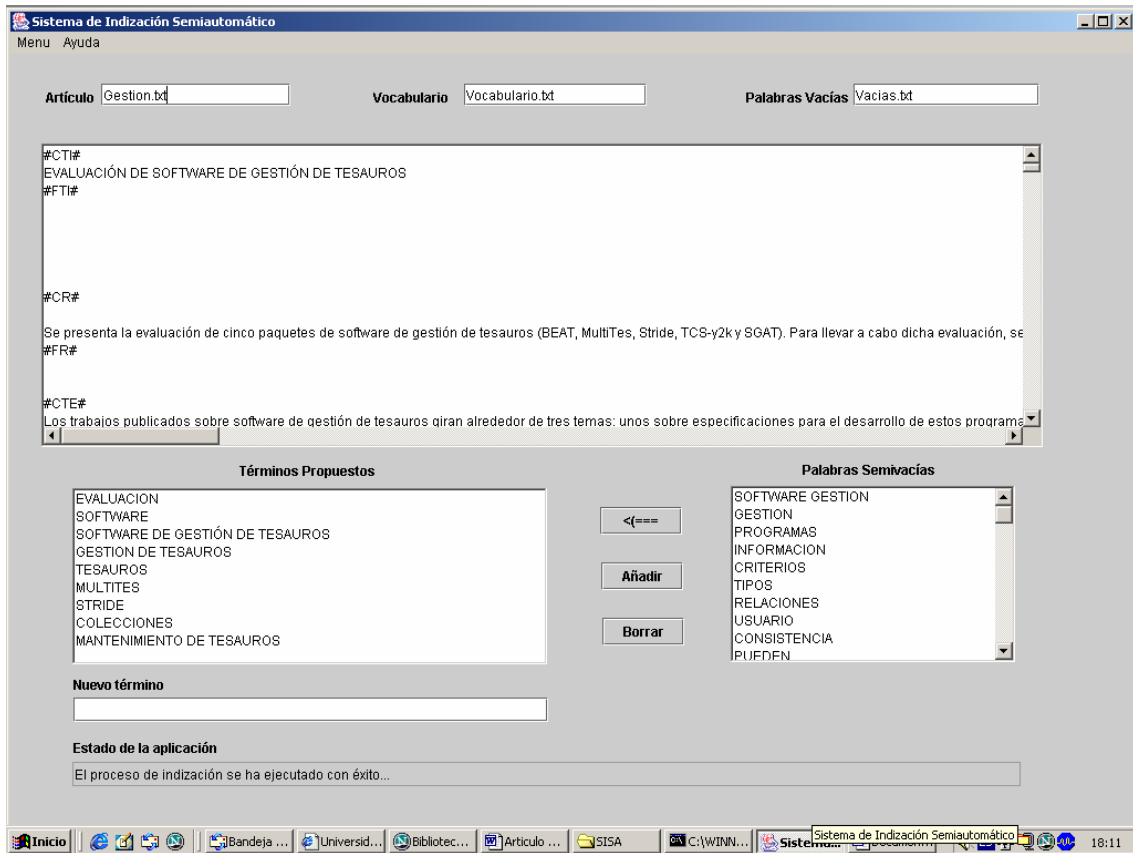 Sistema de Indización Semiautomático
Menu Ayuda
Artículo Gestion.txt Vocabulario Vocabulario.txt Palabras Vacías Vacias.txt
#CTI#
EVALUACIÓN DE SOFTWARE DE GESTIÓN DE TESAUROS
#FTI#
#CR#
Se presenta la evaluación de cinco paquetes de software de gestión de tesauros (BEAT, MultiTes, Stride, TCS-y2k y SGAT). Para llevar a cabo dicha evaluación, se
#FR#
#CTE#
Los trabajos publicados sobre software de gestión de tesauros giran alrededor de tres temas: unos sobre especificaciones para el desarrollo de estos programa
Términos Propuestos
EVALUACION
SOFTWARE
SOFTWARE DE GESTIÓN DE TESAUROS
GESTION DE TESAUROS
TESAUROS
MULTITES
STRIDE
COLECCIONES
MANTENIMIENTO DE TESAUROS
<(===
Añadir
Borrar
Palabras Semivacías
SOFTWARE GESTION
GESTION
PROGRAMAS
INFORMACION
CRITERIOS
TIPOS
RELACIONES
USUARIO
CONSISTENCIA
PUEDEN
Nuevo término
Estado de la aplicación
El proceso de indización se ha ejecutado con éxito...
Sistema de Indización Semiautomático
Inicio Bandeja ... Universid... Bibliotec... Articulo ... SISA C:\WINN... Sistem... 18:11